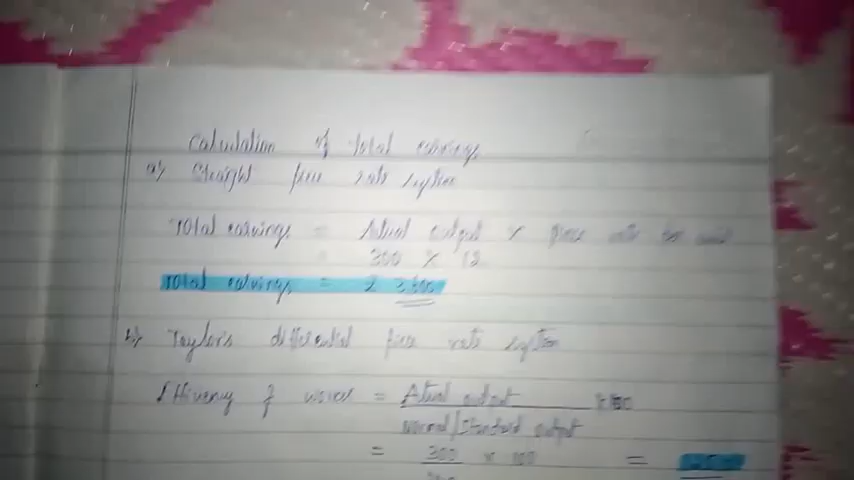 Calculation of total earnings
a) Straight piece rate system
Total earnings = Actual output × Piece rate per unit
= 300 × 12
Total earnings = ₹ 3,600
b) Taylor's differential piece rate system
Efficiency of worker = Actual output × 100
Normal/Standard output
= 300 × 100 =